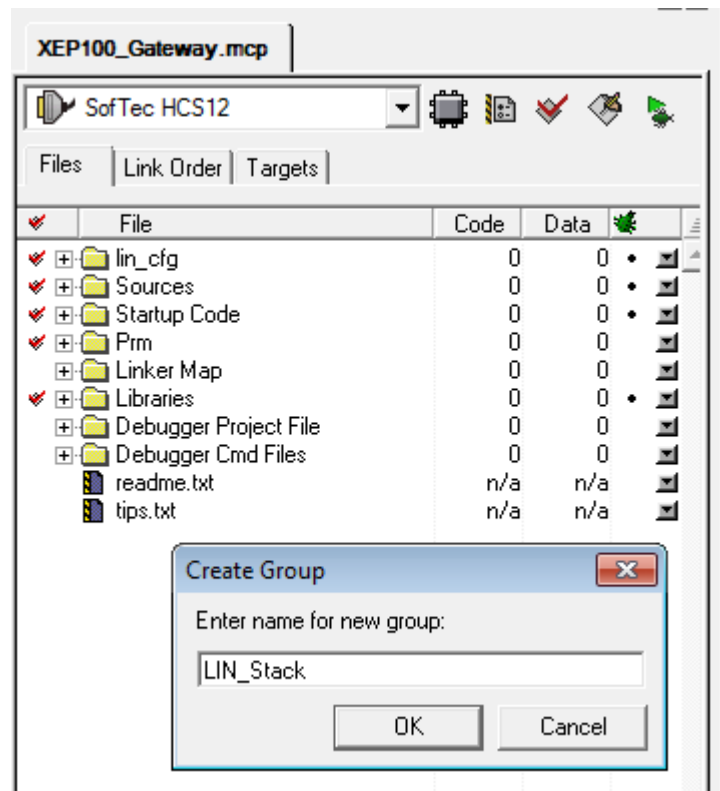 XEP100_Gateway.mcp
SofTec HCS12
Files Link Order Targets
File Code Data
lin_cfg 0 0
Sources 0 0
Startup Code 0 0
Prm 0 0
Linker Map 0 0
Libraries 0 0
Debugger Project File 0 0
Debugger Cmd Files 0 0
readme.txt n/a n/a
tips.txt n/a n/a
Create Group
Enter name for new group:
LIN_Stack
OK Cancel